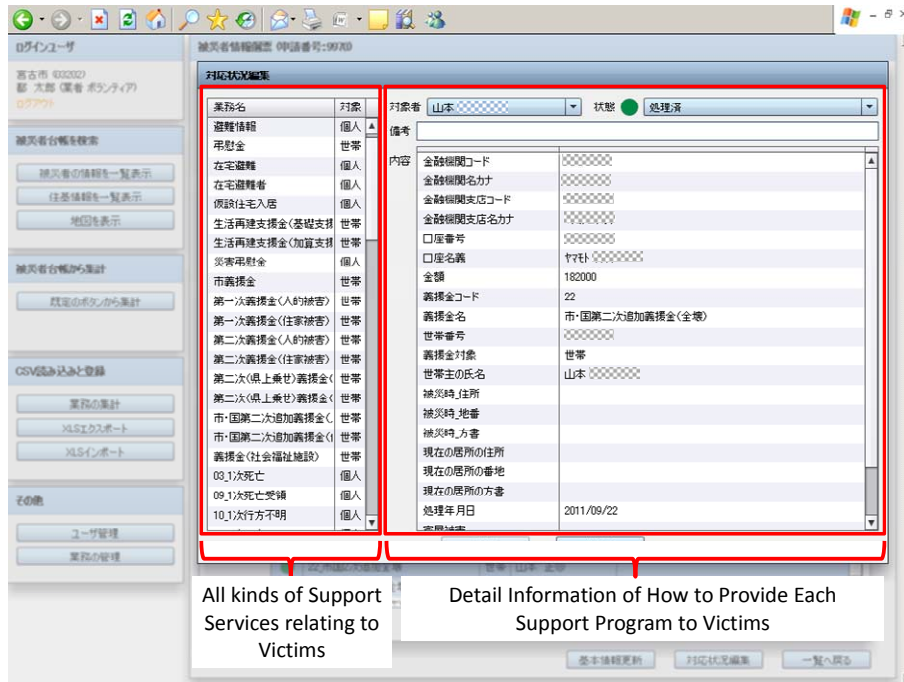 ログインユーザ
宮古市 (03202)
ログアウト
被災者台帳を検索
被災者の情報を一覧表示
住基情報を一覧表示
地図を表示
被災者台帳から集計
既定のボタンから集計
CSV読み込みと登録
業務の集計
XLSエクスポート
XLSインポート
その他
ユーザ管理
業務の管理
対応状況編集
業務名 対象
避難情報 個人
弔慰金 世帯
在宅避難 個人
在宅避難者 個人
仮設住宅入居 個人
生活再建支援金(基礎支援 世帯
生活再建支援金(加算支援 世帯
災害弔慰金 個人
市義援金 世帯
第一次義援金(人的被害) 世帯
第一次義援金(住家被害) 世帯
第二次義援金(人的被害) 世帯
第二次義援金(住家被害) 世帯
第二次(県上乗せ)義援金( 世帯
第二次(県上乗せ)義援金( 世帯
市・国第二次追加義援金( 世帯
市・国第二次追加義援金( 世帯
義援金(社会福祉施設) 世帯
03_1次死亡 個人
09_1次死亡受領 個人
10_1次行方不明 個人
対象者 山本 状態 処理済
備考
内容 金融機関コード
金融機関名カナ
金融機関支店コード
金融機関支店名カナ
口座番号
口座名義 ヤマモト
金額 182000
義援金コード 22
義援金名 市・国第二次追加義援金(全壊)
世帯番号
義援金対象 世帯
世帯主の氏名 山本
被災時_住所
被災時_地番
被災時_方書
現在の居所の住所
現在の居所の番地
現在の居所の方書
処理年月日 2011/09/22
All kinds of Support
Services relating to
Victims
Detail Information of How to Provide Each
Support Program to Victims
基本情報更新 対応状況編集 一覧へ戻る